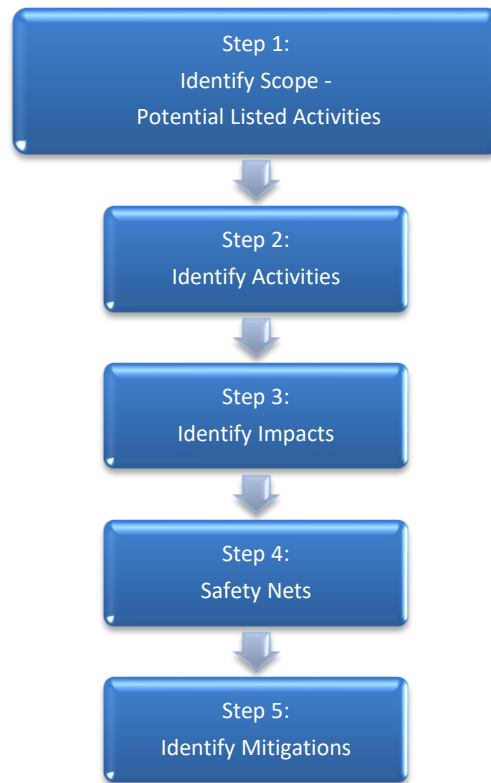 Step 1:
Identify Scope -
Potential Listed Activities
Step 2:
Identify Activities
Step 3:
Identify Impacts
Step 4:
Safety Nets
Step 5:
Identify Mitigations